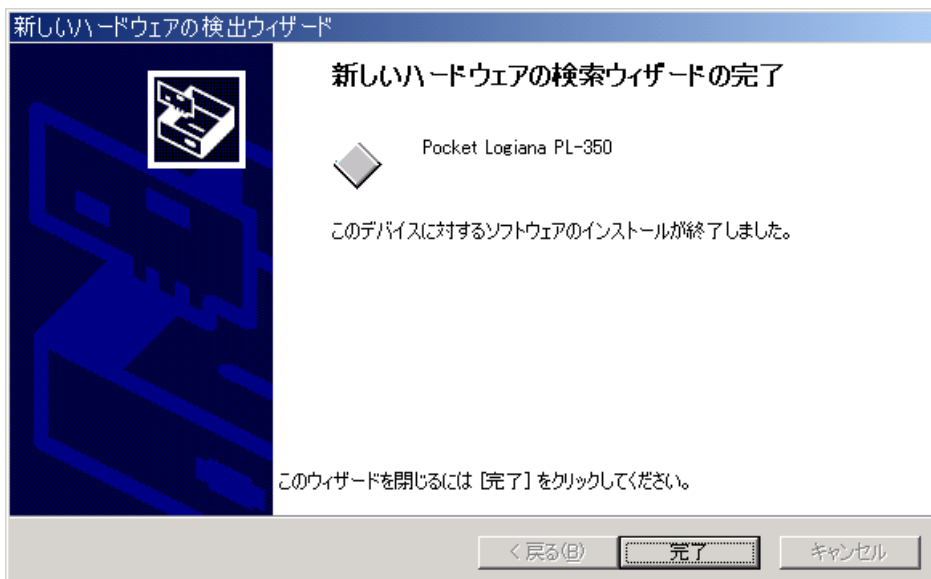 新しいハードウェアの検出ウィザード
新しいハードウェアの検索ウィザードの完了
Pocket Logiana PL-350
このデバイスに対するソフトウェアのインストールが終了しました。
このウィザードを閉じるには [完了] をクリックしてください。
< 戻る(B)
完了
キャンセル